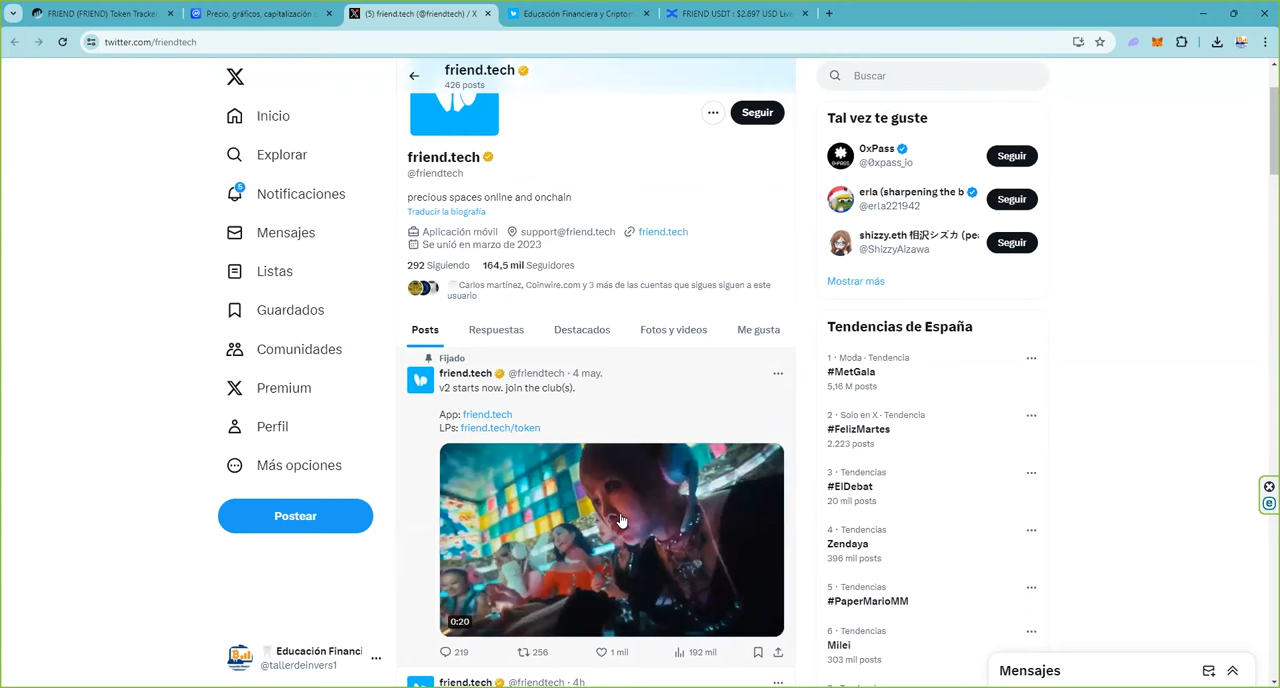 FRIEND (FRIEND) Token Tracker
Precio, gráficos, capitalización
(5) friend.tech (@friendtech) / X
Educación Financiera y Cripto
FRIEND USDT : $2.697 USD Live
twitter.com/friendtech
friend.tech
426 posts
Buscar
Inicio
Explorar
5
Notificaciones
Mensajes
Listas
Guardados
Comunidades
Premium
Perfil
Más opciones
Postear
Educación Financi
@tallerdeinvers1
Seguir
friend.tech
@friendtech
precious spaces online and onchain
Traducir la biografía
Aplicación móvil support@friend.tech friend.tech
Se unió en marzo de 2023
292 Siguiendo 164,5 mil Seguidores
Carlos martínez, Coinwire.com y 3 más de las cuentas que sigues siguen a este
usuario
Posts Respuestas Destacados Fotos y videos Me gusta
Fijado
friend.tech @friendtech · 4 may.
v2 starts now. join the club(s).
App: friend.tech
LPs: friend.tech/token
0:20
219 256 1 mil 192 mil
friend.tech @friendtech · 4h
Tal vez te guste
0xPass
@0xpass_io
Seguir
erla (sharpening the b
@erla221942
Seguir
shizzy.eth 相沢シズカ (pea
@ShizzyAizawa
Seguir
Mostrar más
Tendencias de España
1 · Moda · Tendencia
#MetGala
5,16 M posts
2 · Solo en X · Tendencia
#FelizMartes
2.223 posts
3 · Tendencias
#ElDebat
20 mil posts
4 · Tendencias
Zendaya
396 mil posts
5 · Tendencias
#PaperMarioMM
6 · Tendencias
Milei
303 mil posts
Mensajes